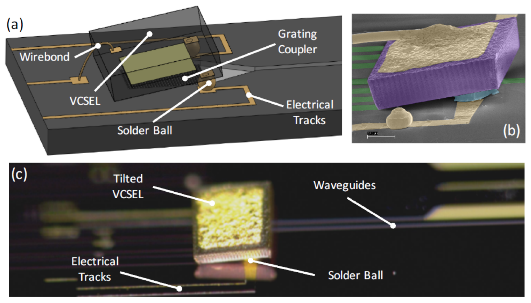 (a)
Wirebond
VCSEL
Grating
Coupler
Solder Ball
Electrical
Tracks
(b)
(c)
Tilted
VCSEL
Waveguides
Electrical
Tracks
Solder Ball